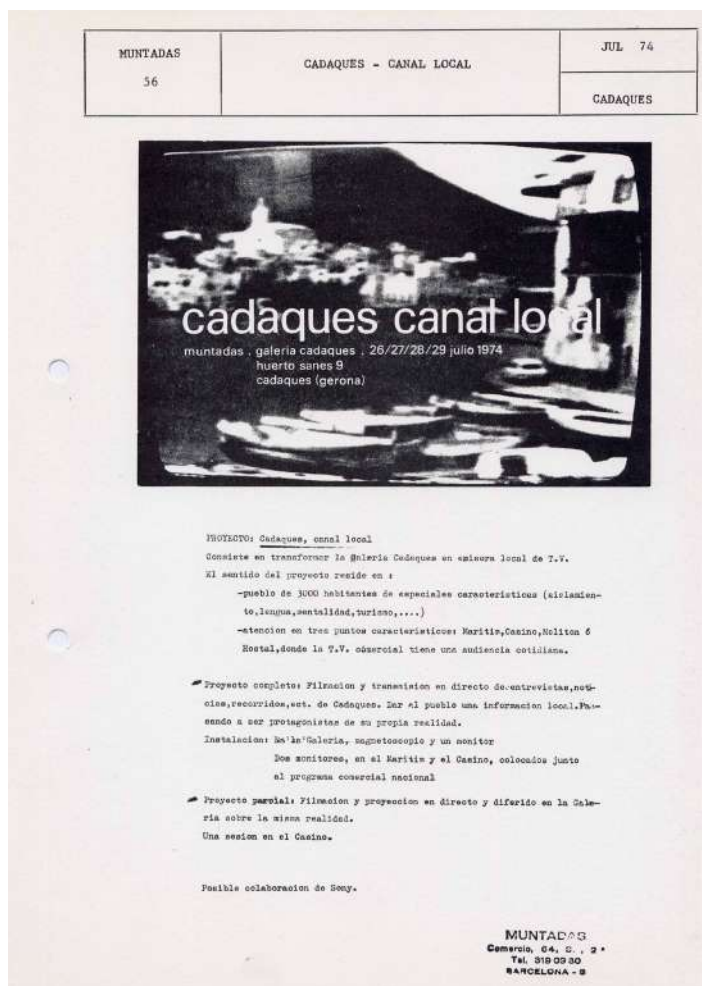 MUNTADAS
56
CADAQUES - CANAL LOCAL
JUL 74
CADAQUES
cadaques canal local
muntadas . galeria cadaques . 26/27/28/29 julio 1974
huerto sanes 9
cadaques (gerona)
PROYECTO: Cadaques, canal local
Consiste en transformar la galeria Cadaques en emisora local de T.V.
El sentido del proyecto reside en :
-pueblo de 3000 habitantes de especiales caracteristicas (aislamien-
to,lengua,mentalidad,turismo,....)
-atencion en tres puntos caracteristicos: Maritim,Casino,Meliton ó
Hostal,donde la T.V. comercial tiene una audiencia cotidiana.
Proyecto completo: Filmacion y transmision en directo de entrevistas,noti-
cias,recorridos,ect. de Cadaques. Dar al pueblo una informacion local.Pa-
sando a ser protagonistas de su propia realidad.
Instalacion: En la Galeria, magnetoscopio y un monitor
Dos monitores, en el Maritim y el Casino, colocados junto
al programa comercial nacional
Proyecto parcial: Filmacion y proyeccion en directo y diferido en la Gale-
ria sobre la misma realidad.
Una sesion en el Casino.
Posible colaboracion de Sony.
MUNTADAS
Comercio, 64, 2
Tel. 319 09 30
BARCELONA - 3